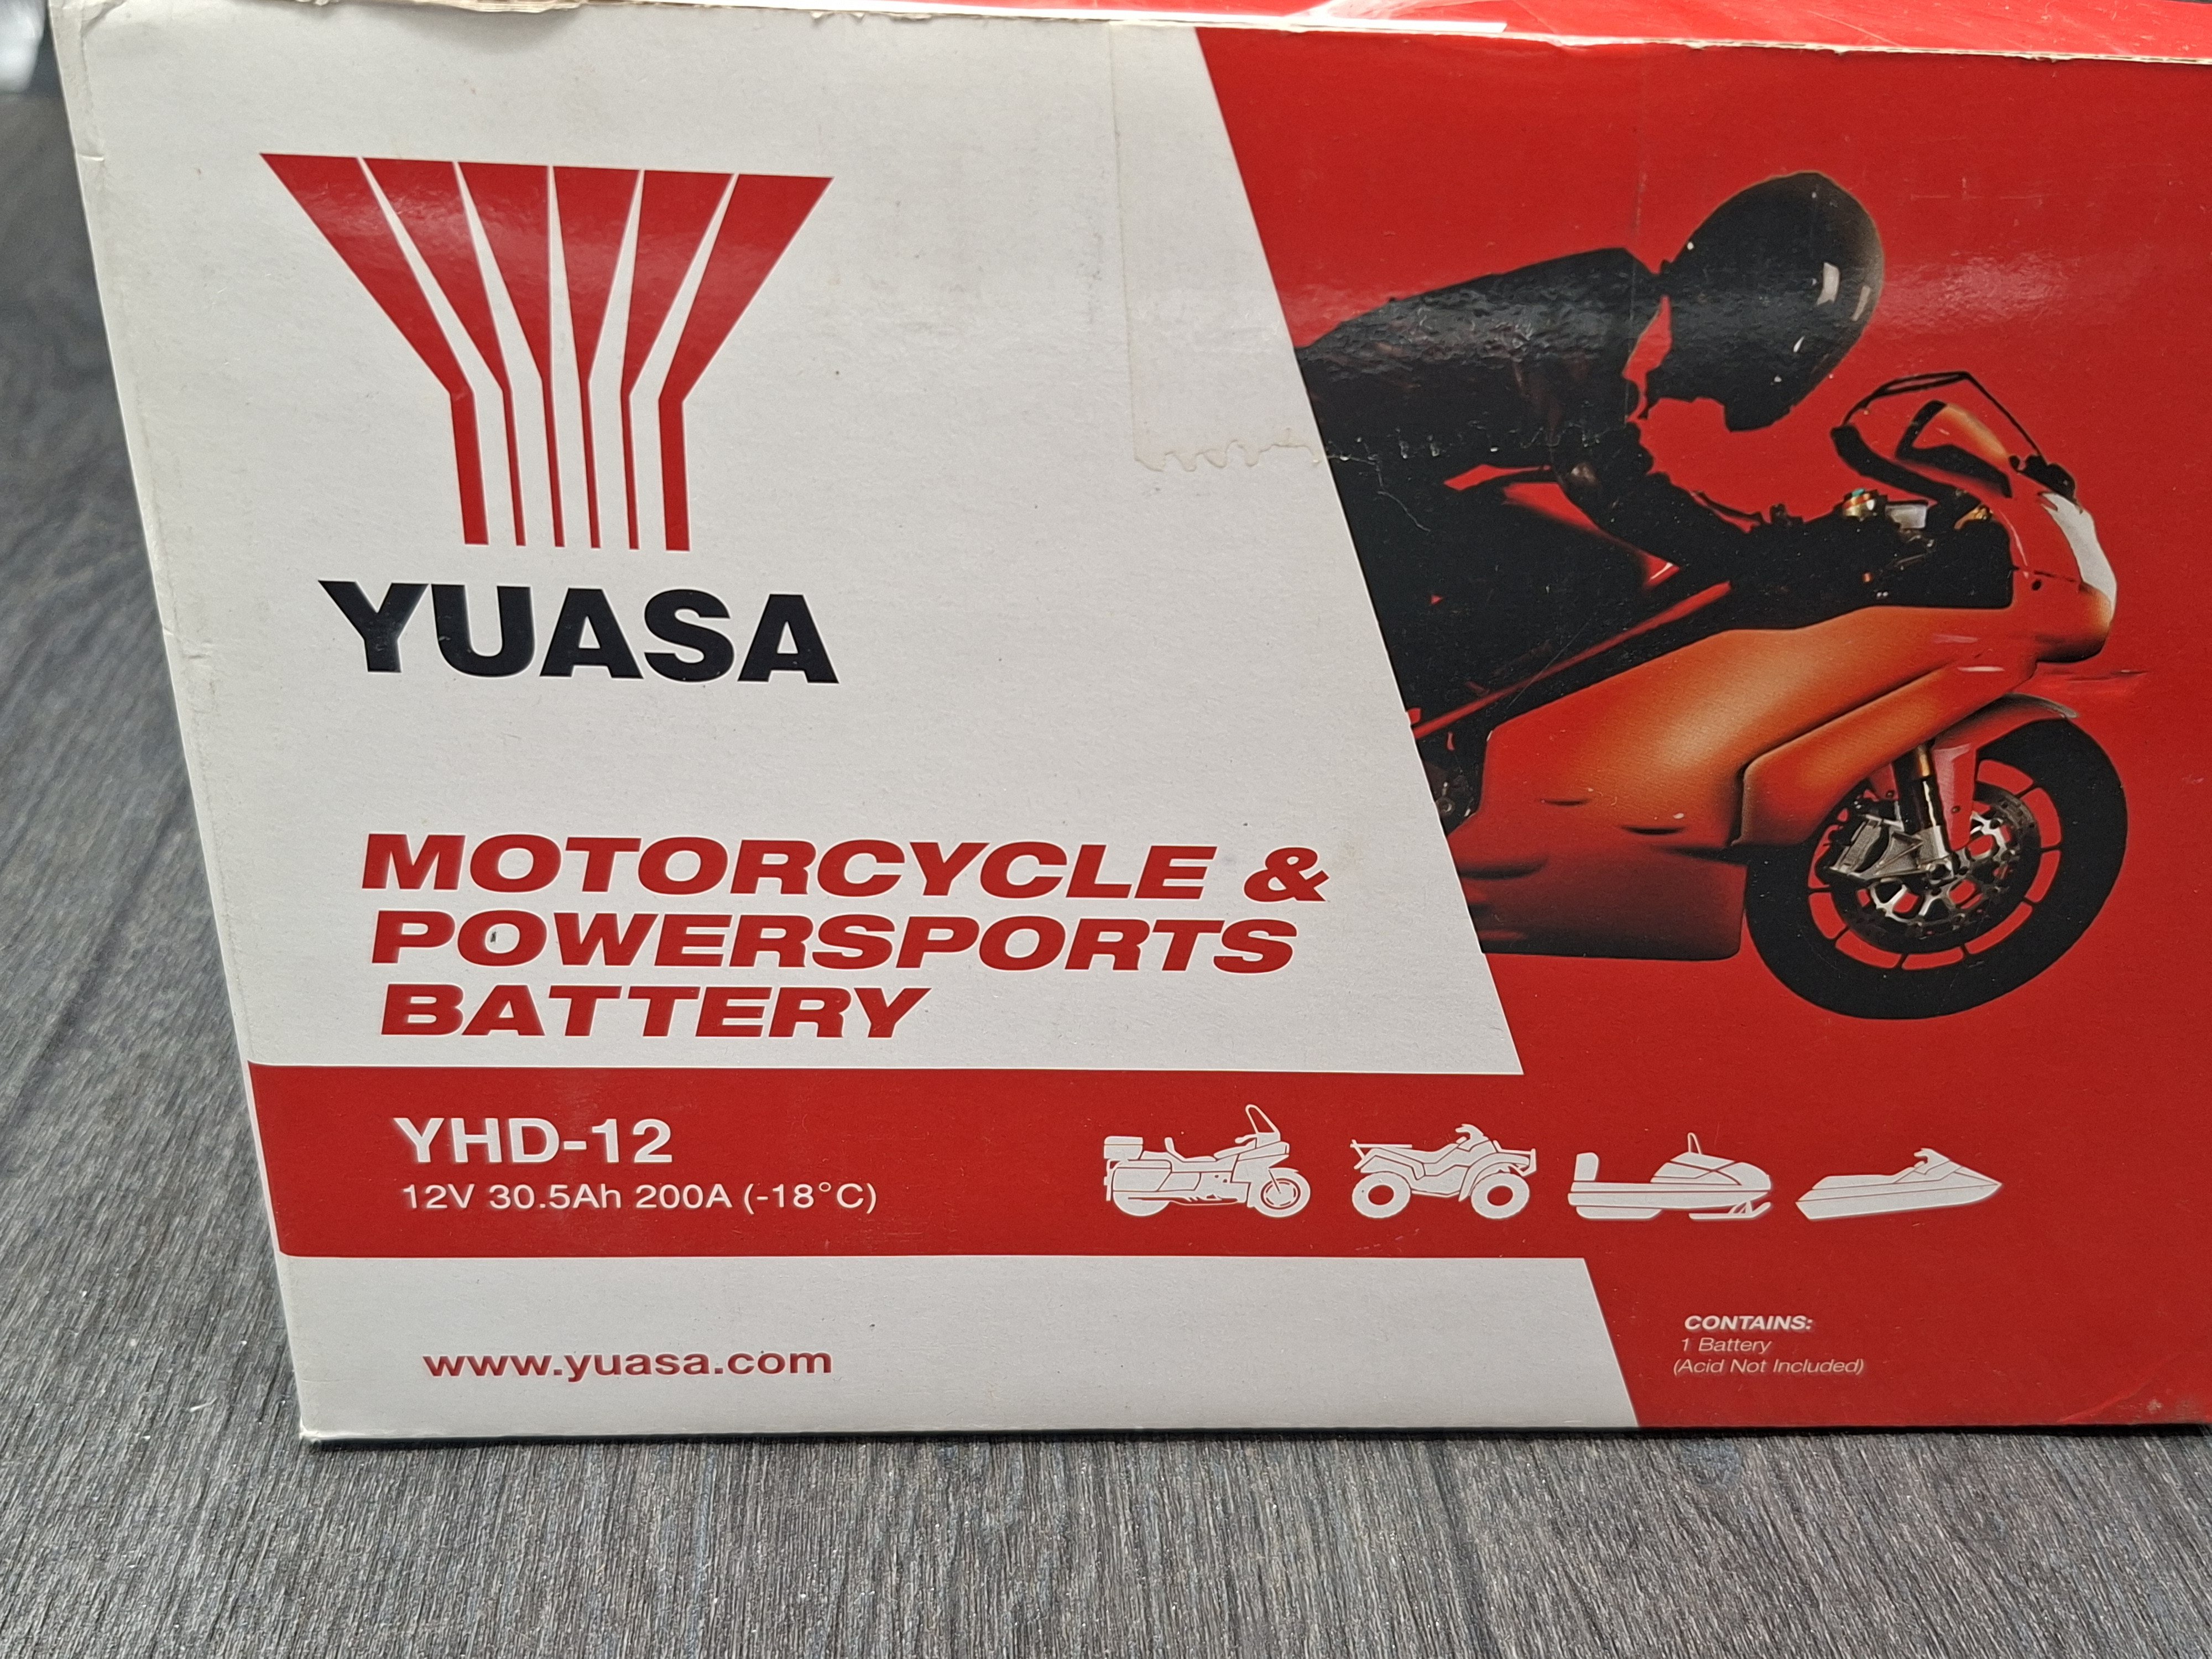 YUASA
MOTORCYCLE &
POWERSPORTS
BATTERY
YHD-12
12V 30.5Ah 200A (-18°C)
www.yuasa.com
CONTAINS:
1 Battery
(Acid Not Included)